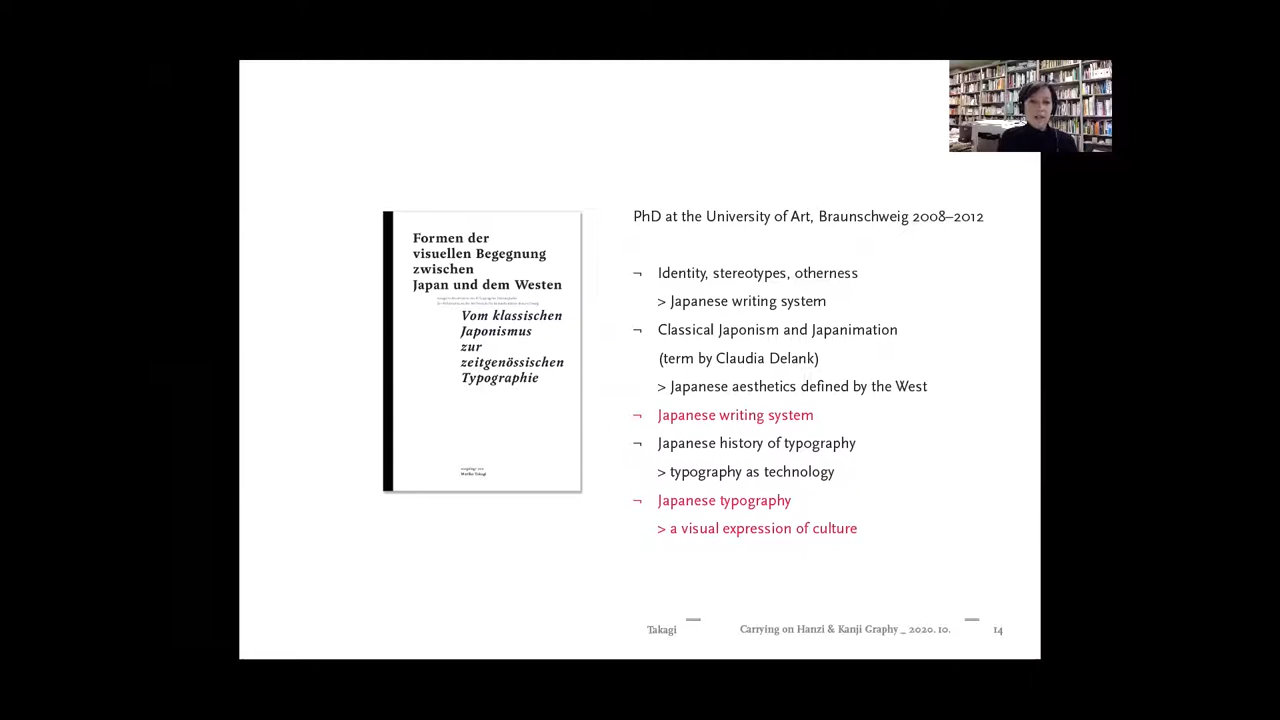 Formen der
visuellen Begegnung
zwischen
Japan und dem Westen
Vom klassischen
Japonismus
zur
zeitgenössischen
Typographie
Mariko Takagi
PhD at the University of Art, Braunschweig 2008–2012
¬ Identity, stereotypes, otherness
> Japanese writing system
¬ Classical Japonism and Japanimation
(term by Claudia Delank)
> Japanese aesthetics defined by the West
¬ Japanese writing system
¬ Japanese history of typography
> typography as technology
¬ Japanese typography
> a visual expression of culture
Takagi — Carrying on Hanzi & Kanji Graphy _ 2020. 10. — 14